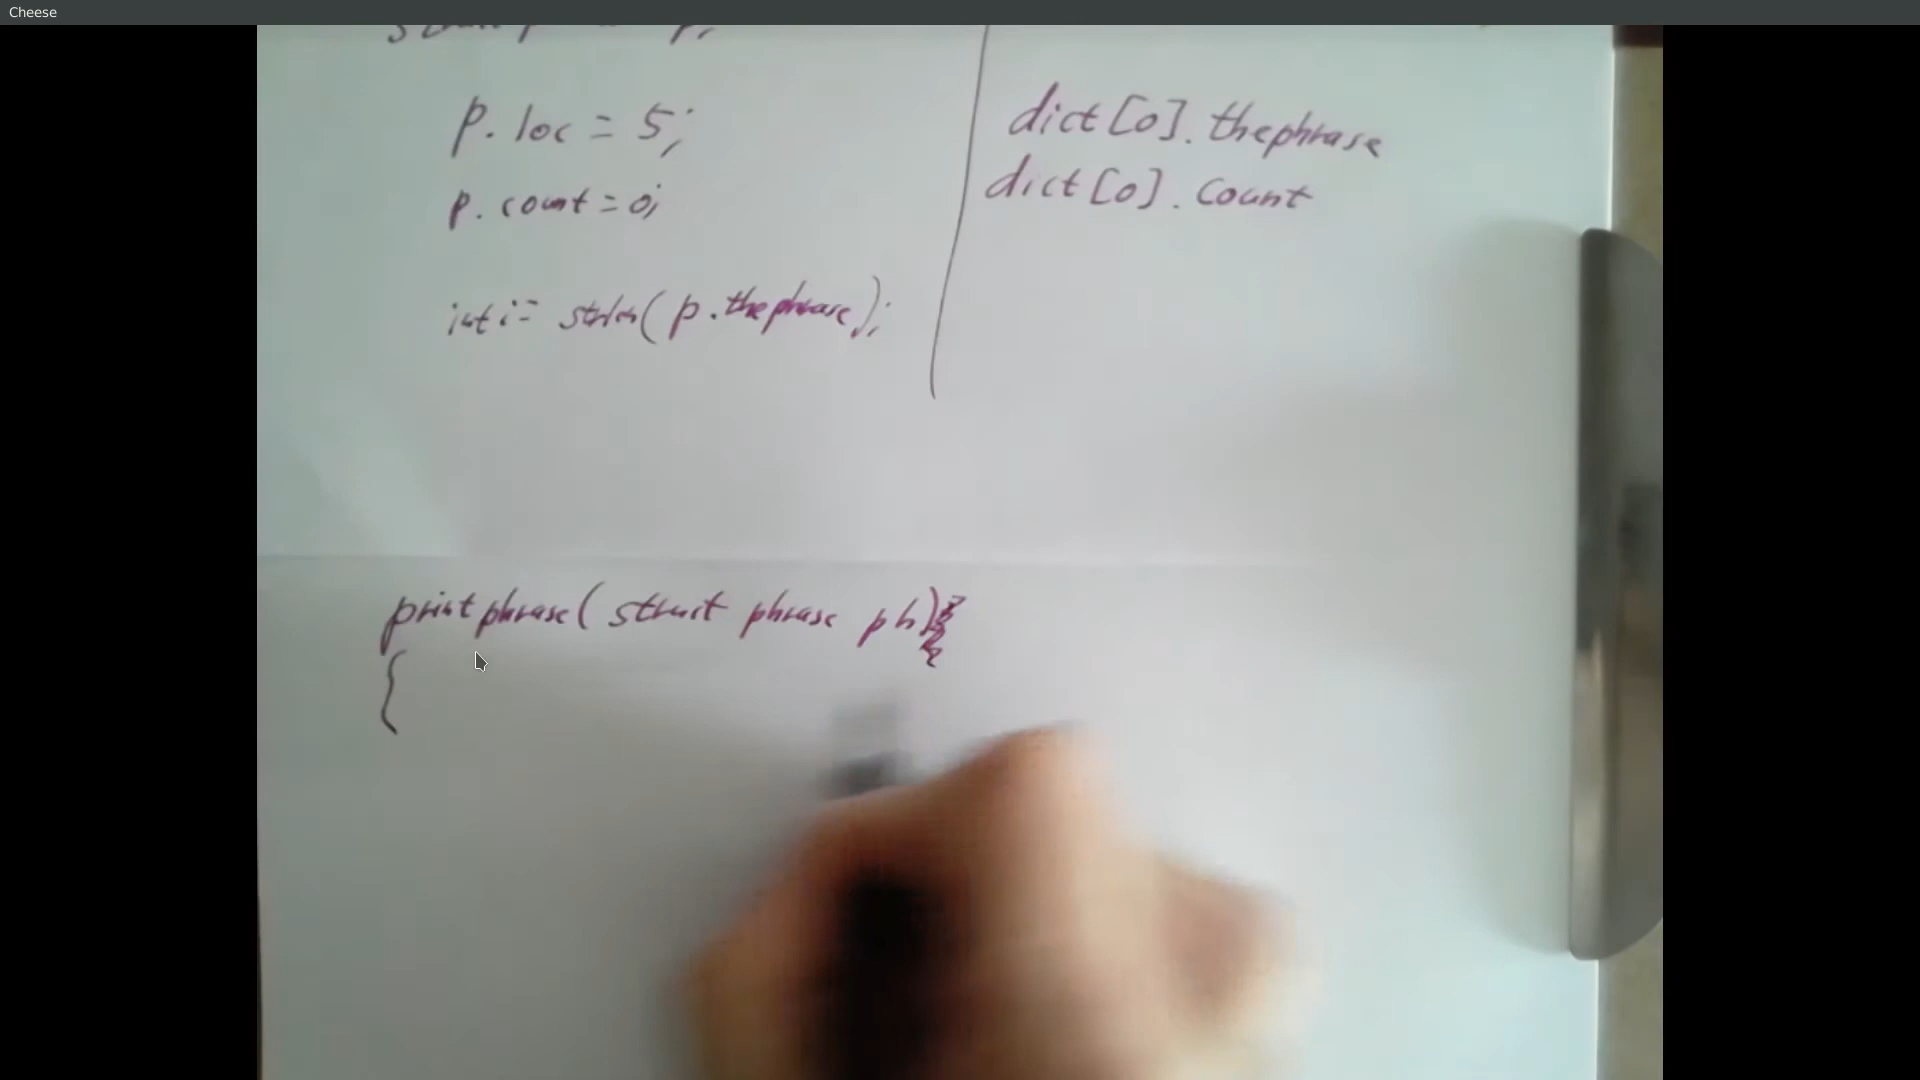 Cheese
p. loc = 5;
p. count = 0;
int i = strlen( p. thephrase );
dict [0]. thephrase
dict [0]. count
printphrase( struct phrase ph)
{